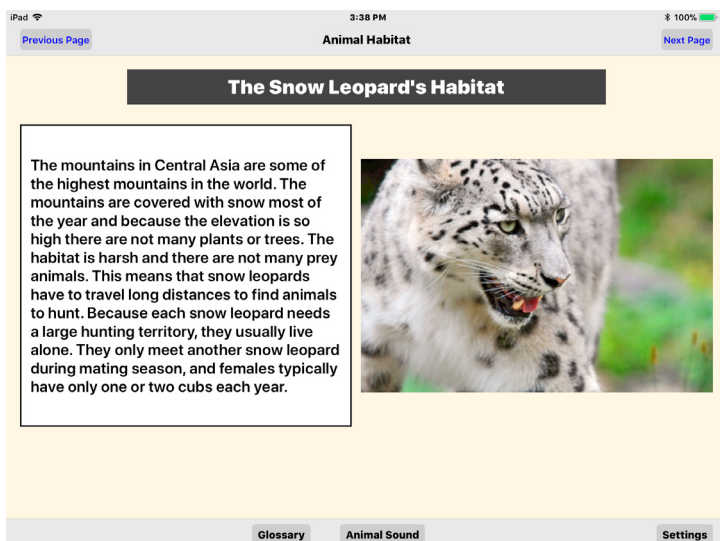 iPad 3:38 PM 100%
Previous Page Animal Habitat Next Page
The Snow Leopard's Habitat
The mountains in Central Asia are some of
the highest mountains in the world. The
mountains are covered with snow most of
the year and because the elevation is so
high there are not many plants or trees. The
habitat is harsh and there are not many prey
animals. This means that snow leopards
have to travel long distances to find animals
to hunt. Because each snow leopard needs
a large hunting territory, they usually live
alone. They only meet another snow leopard
during mating season, and females typically
have only one or two cubs each year.
Glossary Animal Sound Settings